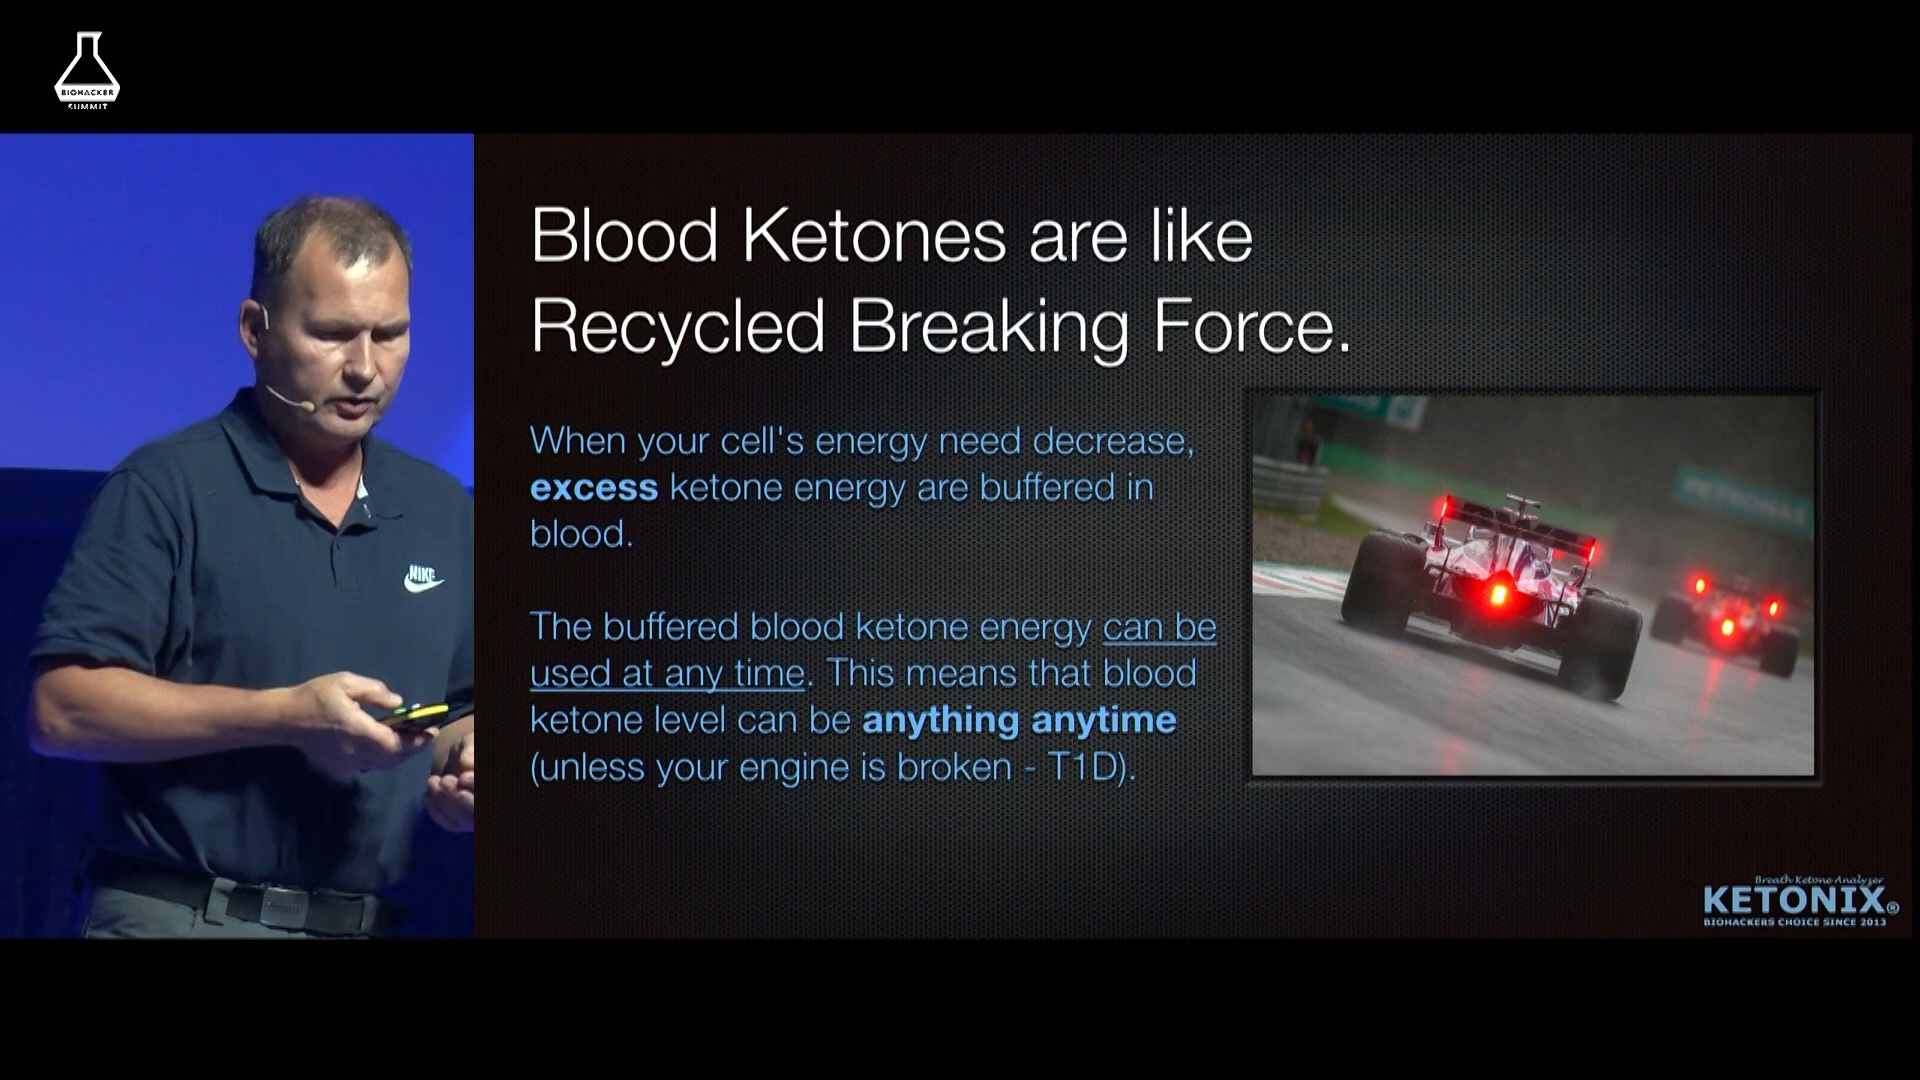 BIOHACKER
SUMMIT
Blood Ketones are like
Recycled Breaking Force.
When your cell's energy need decrease,
excess ketone energy are buffered in
blood.
The buffered blood ketone energy can be
used at any time. This means that blood
ketone level can be anything anytime
(unless your engine is broken - T1D).
NIKE
PETRONAS
Breath Ketone Analyzer
KETONIX®
BIOHACKERS CHOICE SINCE 2013